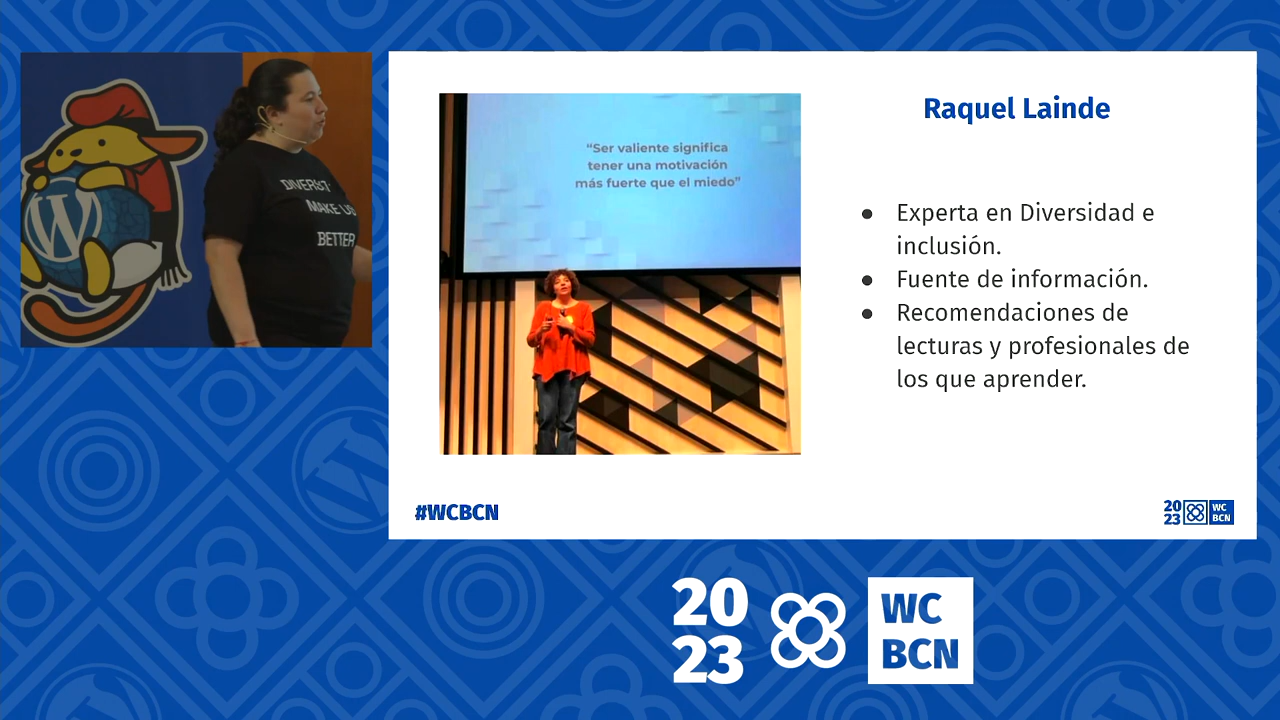 DIVERSITY
MAKE US
BETTER
“Ser valiente significa
tener una motivación
más fuerte que el miedo”
Raquel Lainde
● Experta en Diversidad e
inclusión.
● Fuente de información.
● Recomendaciones de
lecturas y profesionales de
los que aprender.
#WCBCN
20
23
WC
BCN
20
23
WC
BCN